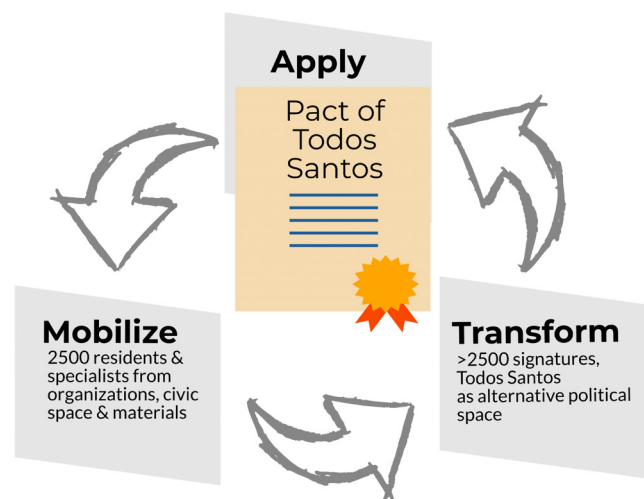 Apply
Pact of
Todos
Santos
Mobilize
2500 residents &
specialists from
organizations, civic
space & materials
Transform
>2500 signatures,
Todos Santos
as alternative political
space